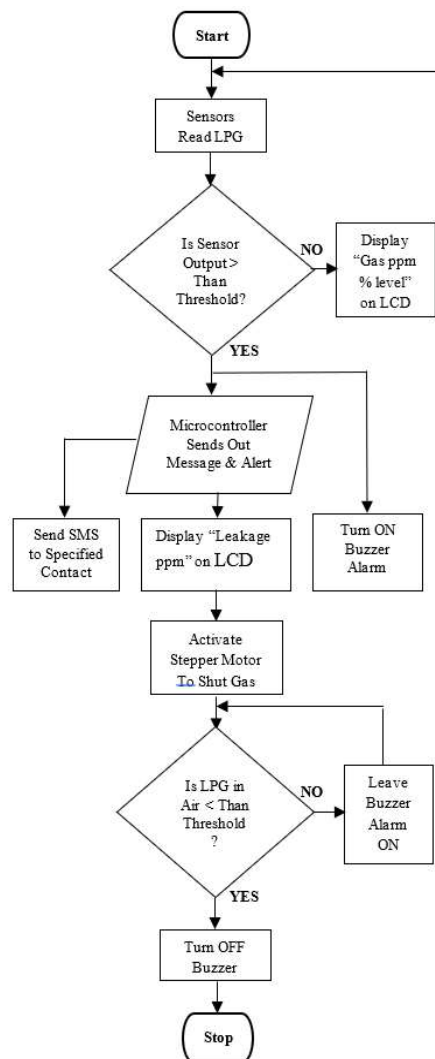 Start
Sensors
Read LPG
Is Sensor
Output>
Than
Threshold?
NO
Display
“Gas ppm
% level”
on LCD
YES
Microcontroller
Sends Out
Message & Alert
Send SMS
to Specified
Contact
Display “Leakage
ppm” on LCD
Turn ON
Buzzer
Alarm
Activate
Stepper Motor
To Shut Gas
Is LPG in
Air < Than
Threshold
?
NO
Leave
Buzzer
Alarm
ON
YES
Turn OFF
Buzzer
Stop